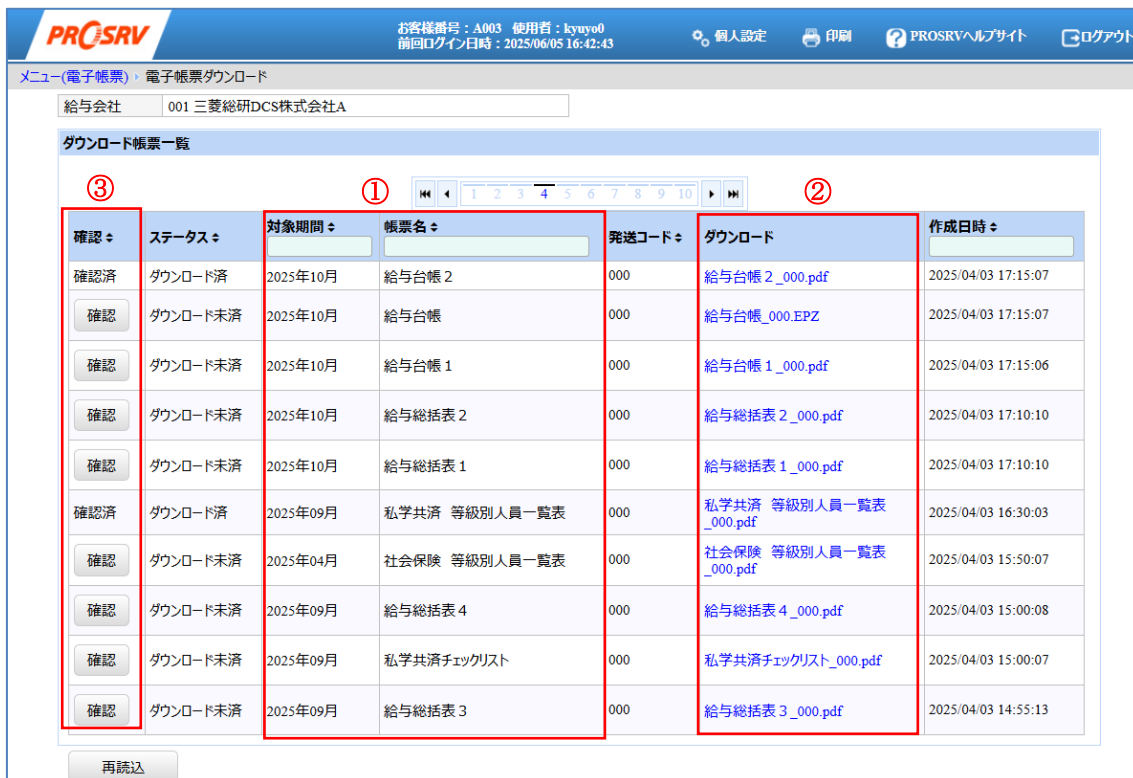 PROSRV
お客様番号：A003　使用者：kyuyo0
前回ログイン日時：2025/06/05 16:42:43
個人設定
印刷
PROSRVヘルプサイト
ログアウト
メニュー(電子帳票) 電子帳票ダウンロード
給与会社 001 三菱総研DCS株式会社A
ダウンロード帳票一覧
③ ① ②
1 2 3 4 5 6 7 8 9 10
確認 ステータス 対象期間 帳票名 発送コード ダウンロード 作成日時
確認済 ダウンロード済 2025年10月 給与台帳２ 000 給与台帳２_000.pdf 2025/04/03 17:15:07
確認 ダウンロード未済 2025年10月 給与台帳 000 給与台帳_000.EPZ 2025/04/03 17:15:07
確認 ダウンロード未済 2025年10月 給与台帳１ 000 給与台帳１_000.pdf 2025/04/03 17:15:06
確認 ダウンロード未済 2025年10月 給与総括表２ 000 給与総括表２_000.pdf 2025/04/03 17:10:10
確認 ダウンロード未済 2025年10月 給与総括表１ 000 給与総括表１_000.pdf 2025/04/03 17:10:10
確認済 ダウンロード済 2025年09月 私学共済　等級別人員一覧表 000 私学共済　等級別人員一覧表
_000.pdf 2025/04/03 16:30:03
確認 ダウンロード未済 2025年04月 社会保険　等級別人員一覧表 000 社会保険　等級別人員一覧表
_000.pdf 2025/04/03 15:50:07
確認 ダウンロード未済 2025年09月 給与総括表４ 000 給与総括表４_000.pdf 2025/04/03 15:00:08
確認 ダウンロード未済 2025年09月 私学共済チェックリスト 000 私学共済チェックリスト_000.pdf 2025/04/03 15:00:07
確認 ダウンロード未済 2025年09月 給与総括表３ 000 給与総括表３_000.pdf 2025/04/03 14:55:13
再読込